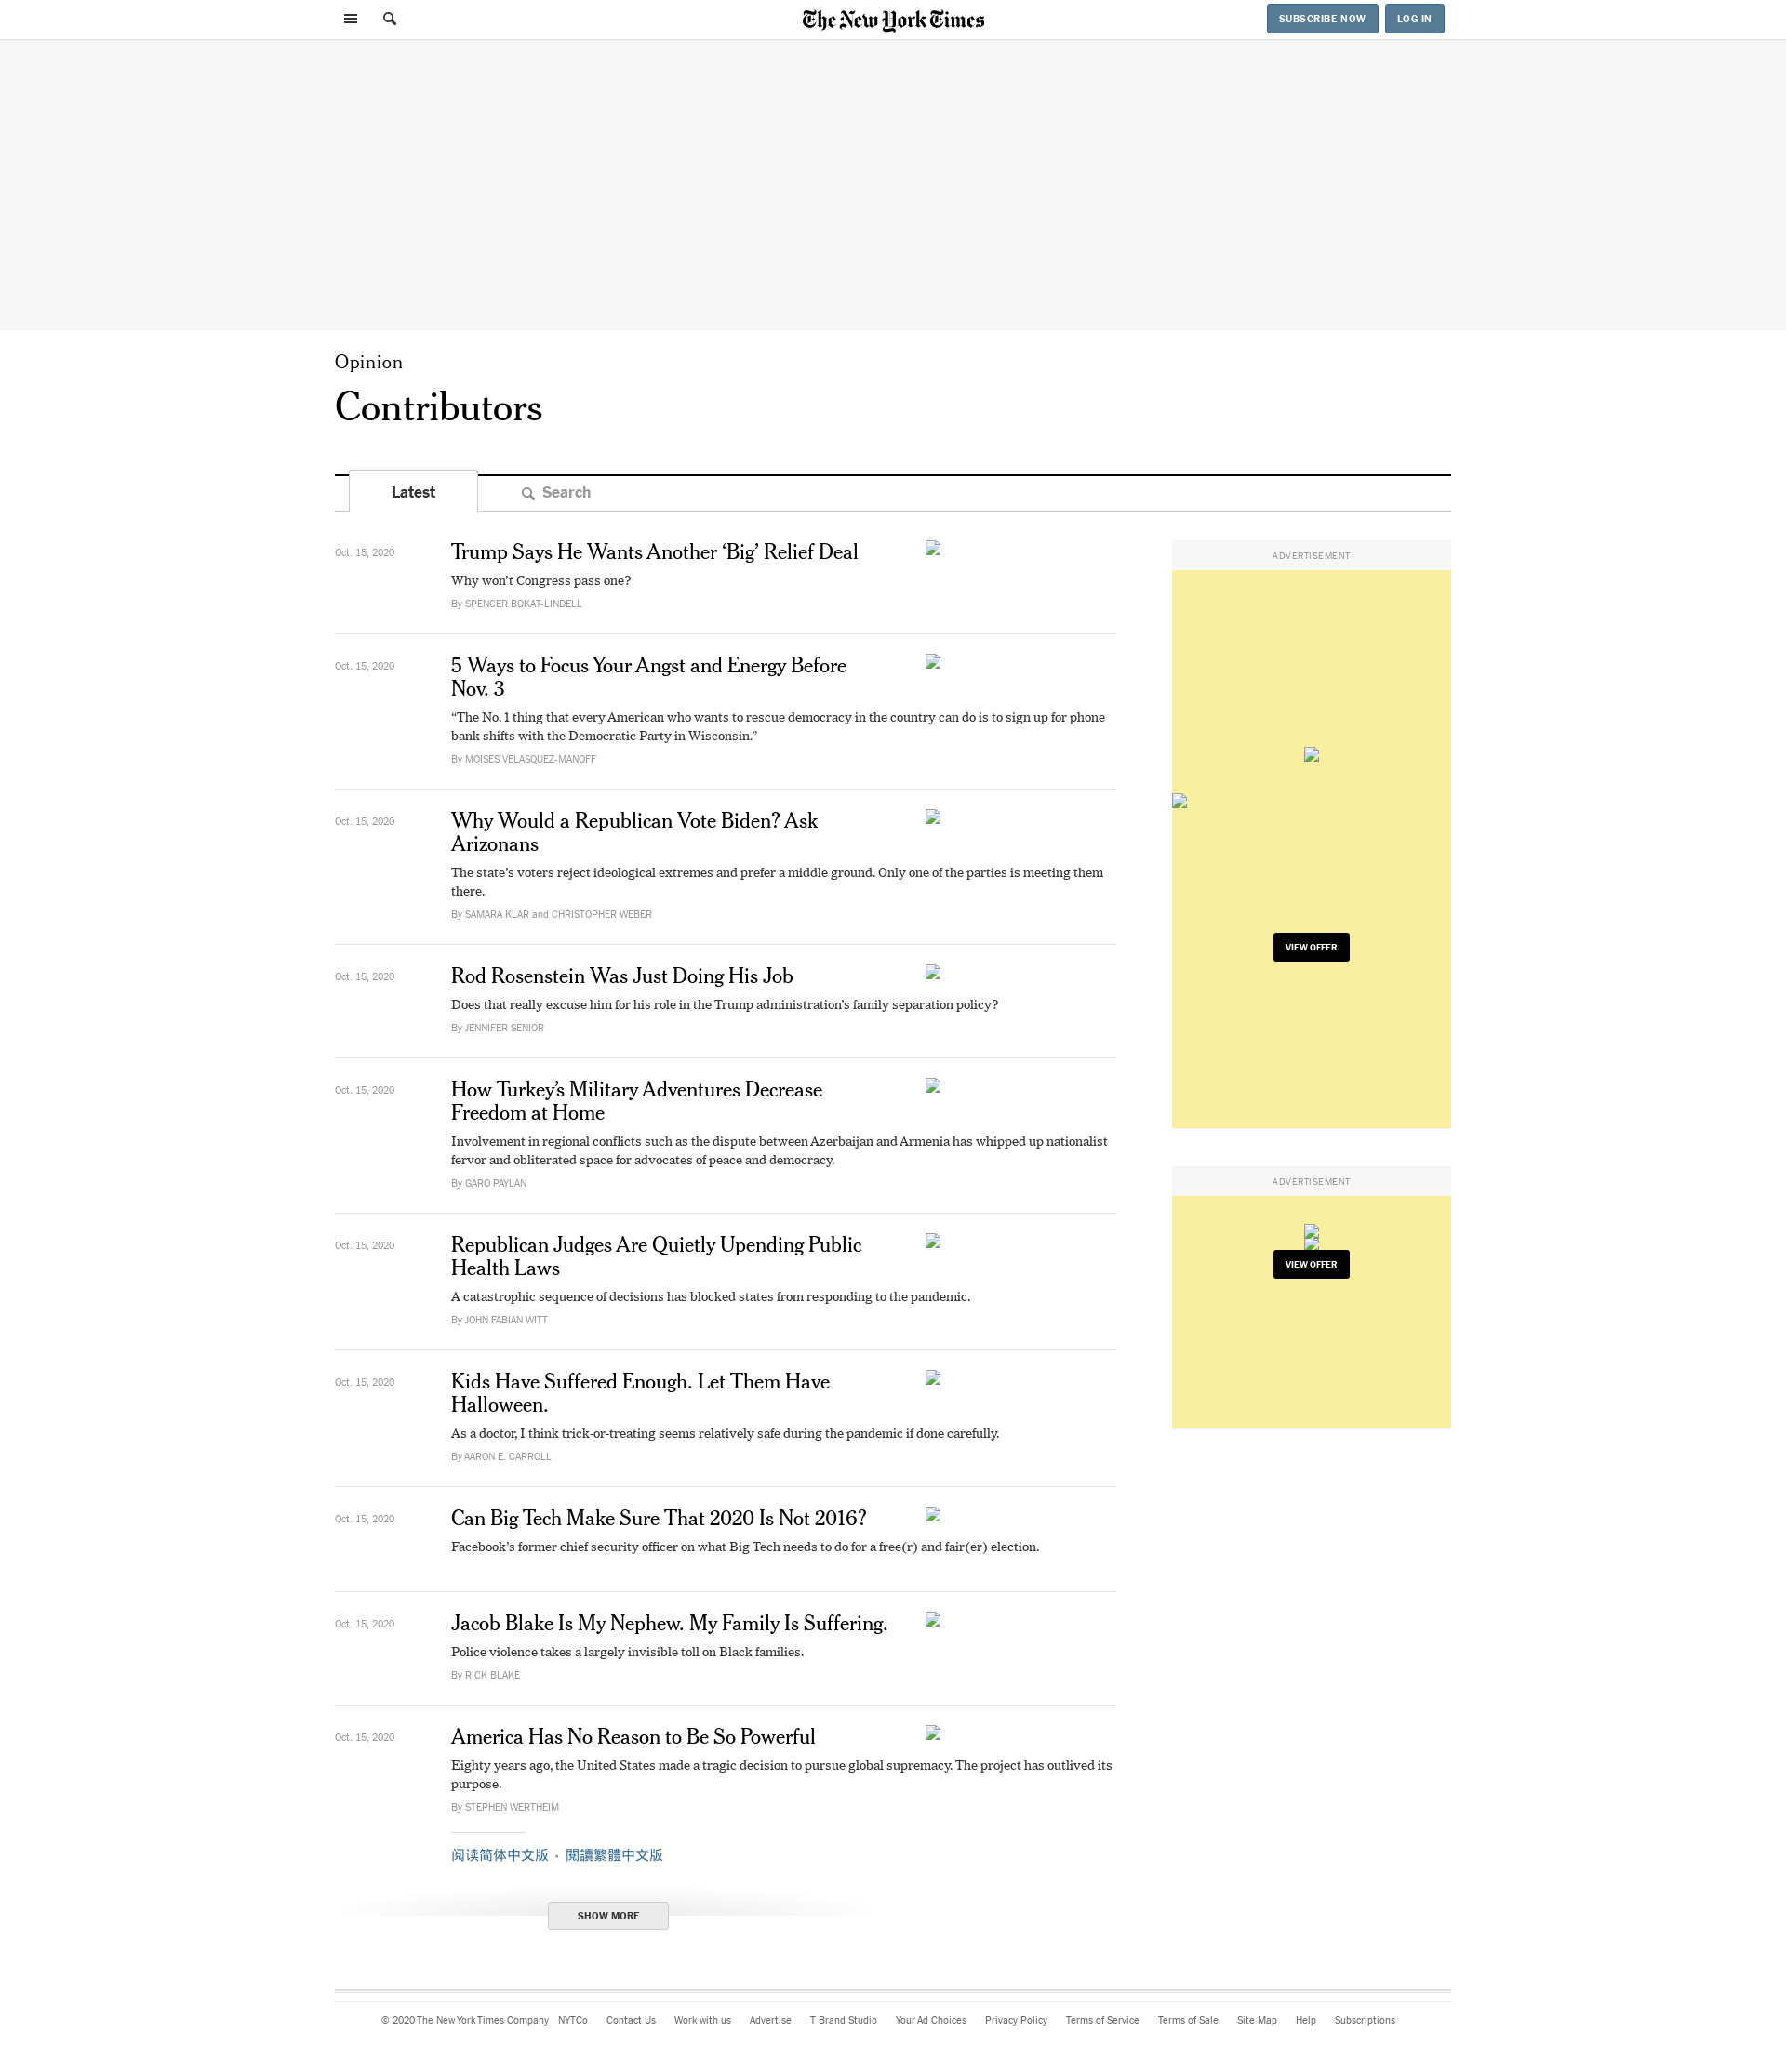 The New York Times
SUBSCRIBE NOW
LOG IN
Opinion
Contributors
Latest
Search
Oct. 15, 2020
Trump Says He Wants Another ‘Big’ Relief Deal
Why won’t Congress pass one?
By SPENCER BOKAT-LINDELL
Oct. 15, 2020
5 Ways to Focus Your Angst and Energy Before
Nov. 3
“The No. 1 thing that every American who wants to rescue democracy in the country can do is to sign up for phone
bank shifts with the Democratic Party in Wisconsin.”
By MOISES VELASQUEZ-MANOFF
Oct. 15, 2020
Why Would a Republican Vote Biden? Ask
Arizonans
The state’s voters reject ideological extremes and prefer a middle ground. Only one of the parties is meeting them
there.
By SAMARA KLAR and CHRISTOPHER WEBER
Oct. 15, 2020
Rod Rosenstein Was Just Doing His Job
Does that really excuse him for his role in the Trump administration’s family separation policy?
By JENNIFER SENIOR
Oct. 15, 2020
How Turkey’s Military Adventures Decrease
Freedom at Home
Involvement in regional conflicts such as the dispute between Azerbaijan and Armenia has whipped up nationalist
fervor and obliterated space for advocates of peace and democracy.
By GARO PAYLAN
Oct. 15, 2020
Republican Judges Are Quietly Upending Public
Health Laws
A catastrophic sequence of decisions has blocked states from responding to the pandemic.
By JOHN FABIAN WITT
Oct. 15, 2020
Kids Have Suffered Enough. Let Them Have
Halloween.
As a doctor, I think trick-or-treating seems relatively safe during the pandemic if done carefully.
By AARON E. CARROLL
Oct. 15, 2020
Can Big Tech Make Sure That 2020 Is Not 2016?
Facebook’s former chief security officer on what Big Tech needs to do for a free(r) and fair(er) election.
Oct. 15, 2020
Jacob Blake Is My Nephew. My Family Is Suffering.
Police violence takes a largely invisible toll on Black families.
By RICK BLAKE
Oct. 15, 2020
America Has No Reason to Be So Powerful
Eighty years ago, the United States made a tragic decision to pursue global supremacy. The project has outlived its
purpose.
By STEPHEN WERTHEIM
阅读简体中文版 • 閱讀繁體中文版
SHOW MORE
ADVERTISEMENT
VIEW OFFER
ADVERTISEMENT
VIEW OFFER
© 2020 The New York Times Company NYTCo Contact Us Work with us Advertise T Brand Studio Your Ad Choices Privacy Policy Terms of Service Terms of Sale Site Map Help Subscriptions